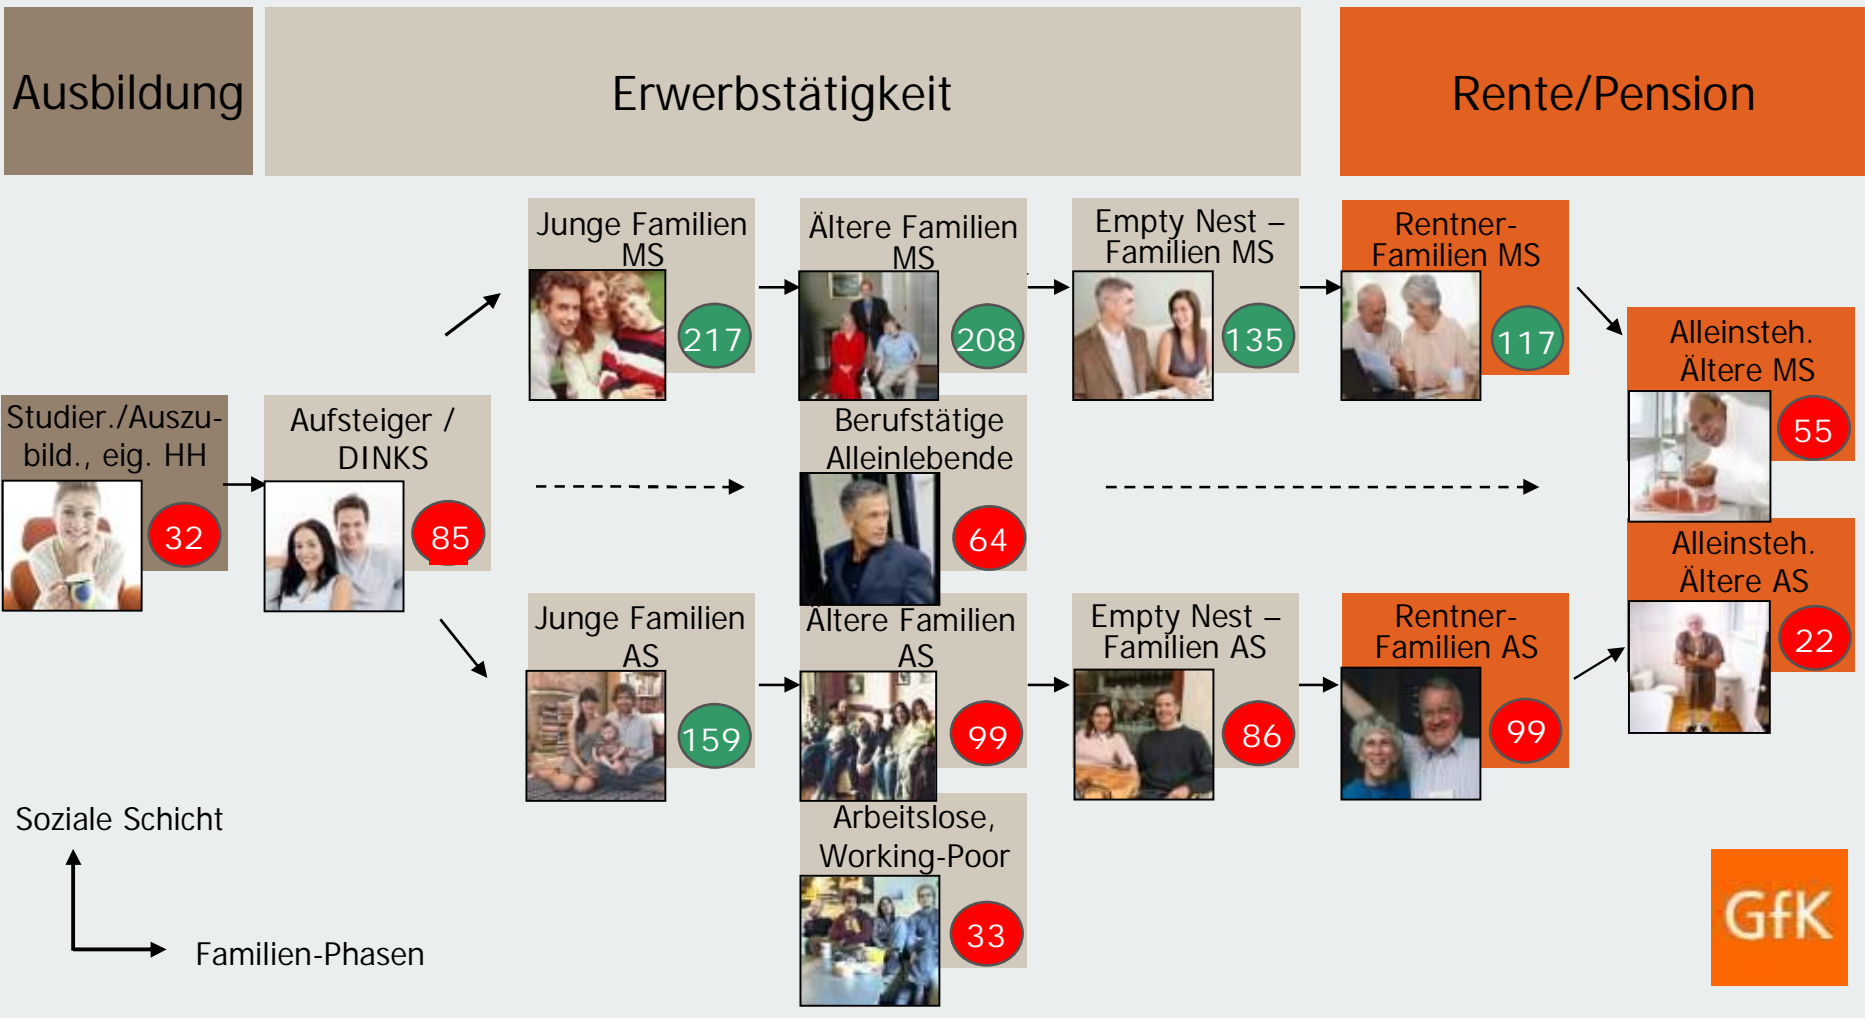 Ausbildung
Erwerbstätigkeit
Rente/Pension
Junge Familien
MS
217
Ältere Familien
MS
208
Empty Nest –
Familien MS
135
Rentner-
Familien MS
117
Alleinsteh.
Ältere MS
55
Studier./Auszu-
bild., eig. HH
32
Aufsteiger /
DINKS
85
Berufstätige
Alleinlebende
64
Alleinsteh.
Ältere AS
22
Junge Familien
AS
159
Ältere Familien
AS
99
Empty Nest –
Familien AS
86
Rentner-
Familien AS
99
Arbeitslose,
Working-Poor
33
Soziale Schicht
Familien-Phasen
GfK